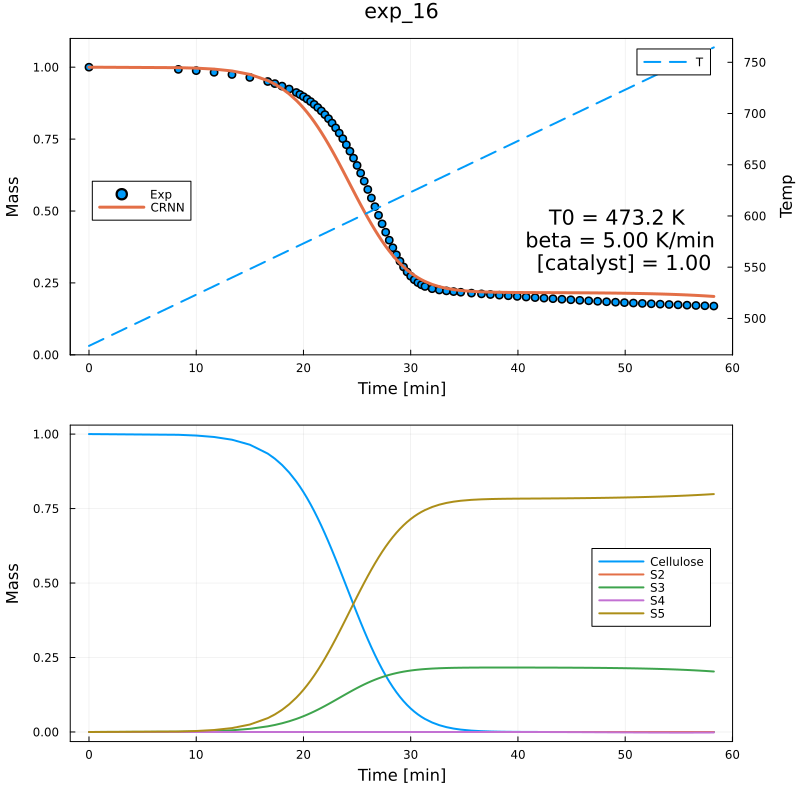 exp_16
1.00
0.75
0.50
0.25
0.00
Mass
750
700
650
600
550
500
Temp
T
Exp
CRNN
T0 = 473.2 K
beta = 5.00 K/min
[catalyst] = 1.00
0 10 20 30 40 50 60
Time [min]
1.00
0.75
0.50
0.25
0.00
Mass
Cellulose
S2
S3
S4
S5
0 10 20 30 40 50 60
Time [min]